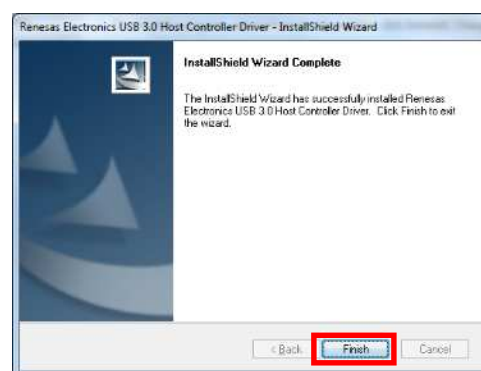 Renesas Electronics USB 3.0 Host Controller Driver - InstallShield Wizard
InstallShield Wizard Complete
The InstallShield Wizard has successfully installed Renesas
Electronics USB 3.0 Host Controller Driver. Click Finish to exit
the wizard.
< Back
Finish
Cancel